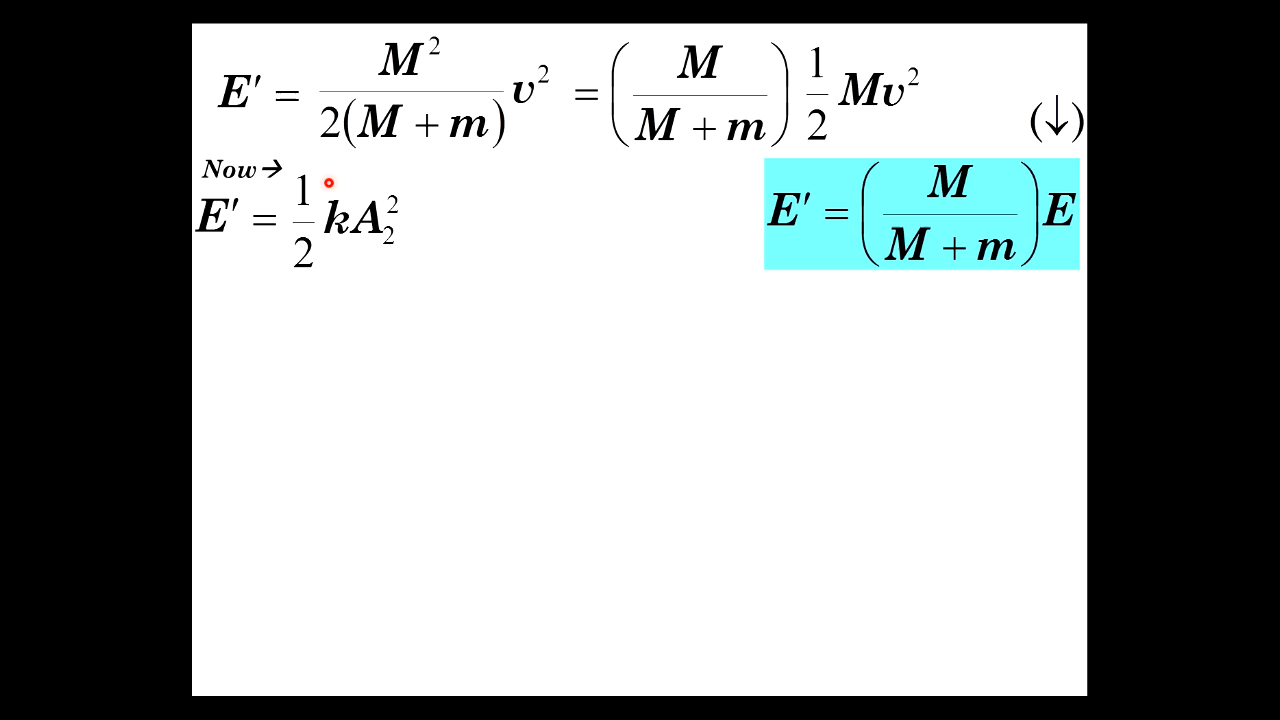 E′ = M² / 2(M + m) v² = (M / (M + m)) 1/2 Mv² (↓)
Now→
E′ = 1/2 kA₂²
E′ = (M / (M + m)) E